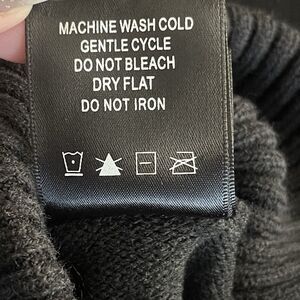 MACHINE WASH COLD
GENTLE CYCLE
DO NOT BLEACH
DRY FLAT
DO NOT IRON